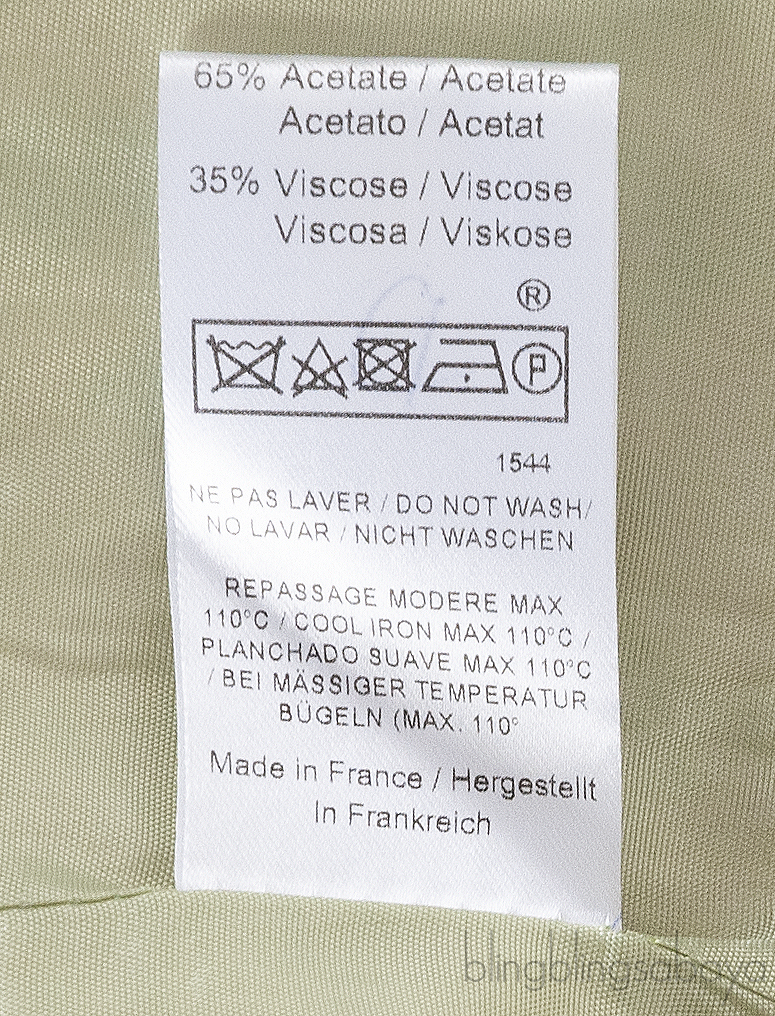 65% Acetate / Acetate
Acetato / Acetat
35% Viscose / Viscose
Viscosa / Viskose
®
P
1544
NE PAS LAVER / DO NOT WASH/
NO LAVAR / NICHT WASCHEN
REPASSAGE MODERE MAX
110°C / COOL IRON MAX 110°C /
PLANCHADO SUAVE MAX 110°C
/ BEI MÄSSIGER TEMPERATUR
BÜGELN (MAX. 110°
Made in France / Hergestellt
In Frankreich